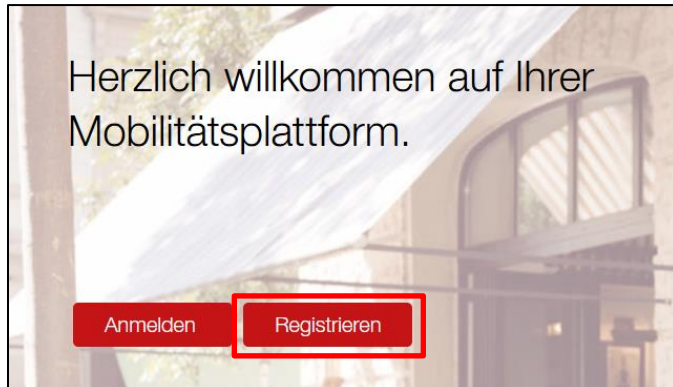 Herzlich willkommen auf Ihrer
Mobilitätsplattform.
Anmelden Registrieren